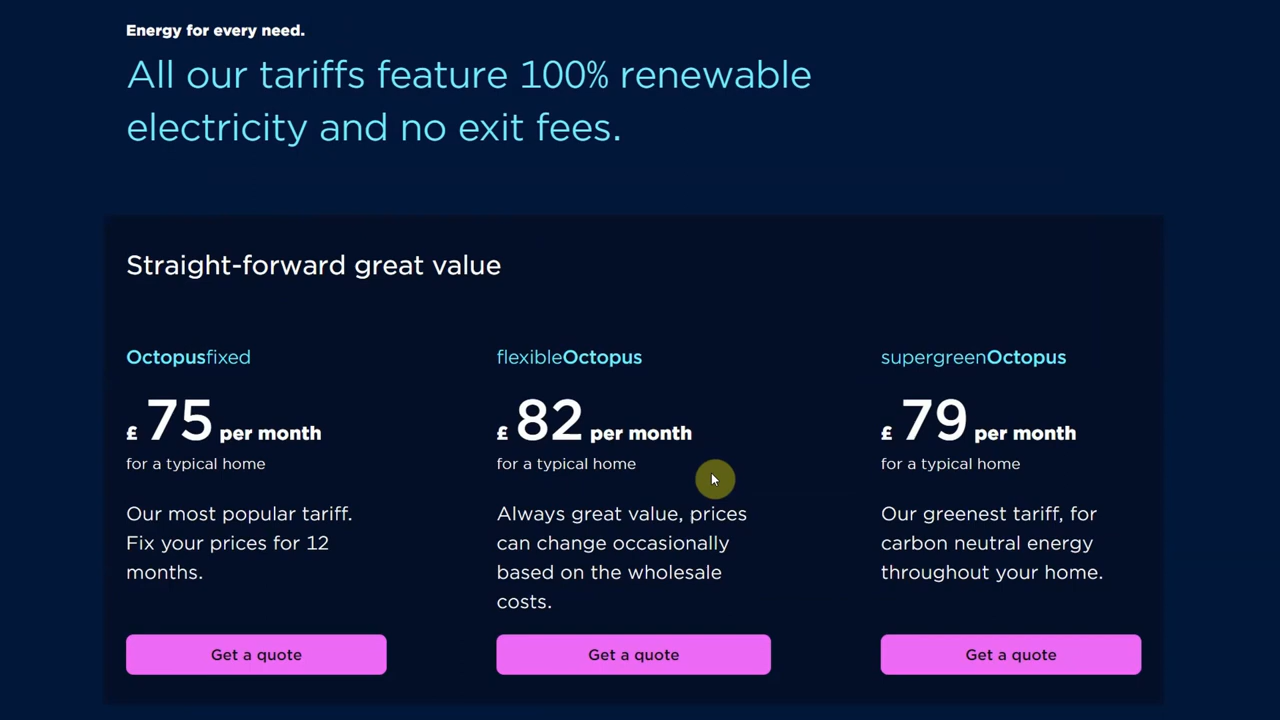 Energy for every need.
All our tariffs feature 100% renewable
electricity and no exit fees.
Straight-forward great value
Octopusfixed
£ 75 per month
for a typical home
Our most popular tariff.
Fix your prices for 12
months.
Get a quote
flexibleOctopus
£ 82 per month
for a typical home
Always great value, prices
can change occasionally
based on the wholesale
costs.
Get a quote
supergreenOctopus
£ 79 per month
for a typical home
Our greenest tariff, for
carbon neutral energy
throughout your home.
Get a quote